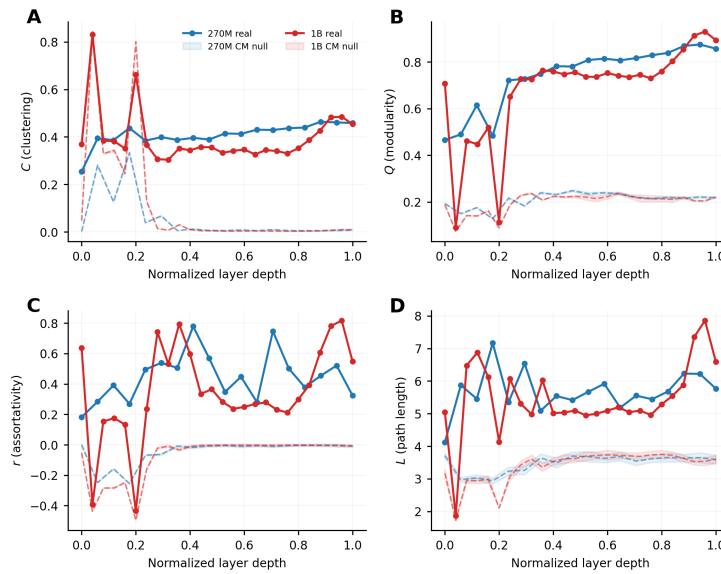 A
270M real
1B real
270M CM null
1B CM null
C (clustering)
0.8
0.6
0.4
0.2
0.0
0.0 0.2 0.4 0.6 0.8 1.0
Normalized layer depth
B
Q (modularity)
0.8
0.6
0.4
0.2
0.0 0.2 0.4 0.6 0.8 1.0
Normalized layer depth
C
r (assortativity)
0.8
0.6
0.4
0.2
0.0
−0.2
−0.4
0.0 0.2 0.4 0.6 0.8 1.0
Normalized layer depth
D
L (path length)
8
7
6
5
4
3
2
0.0 0.2 0.4 0.6 0.8 1.0
Normalized layer depth